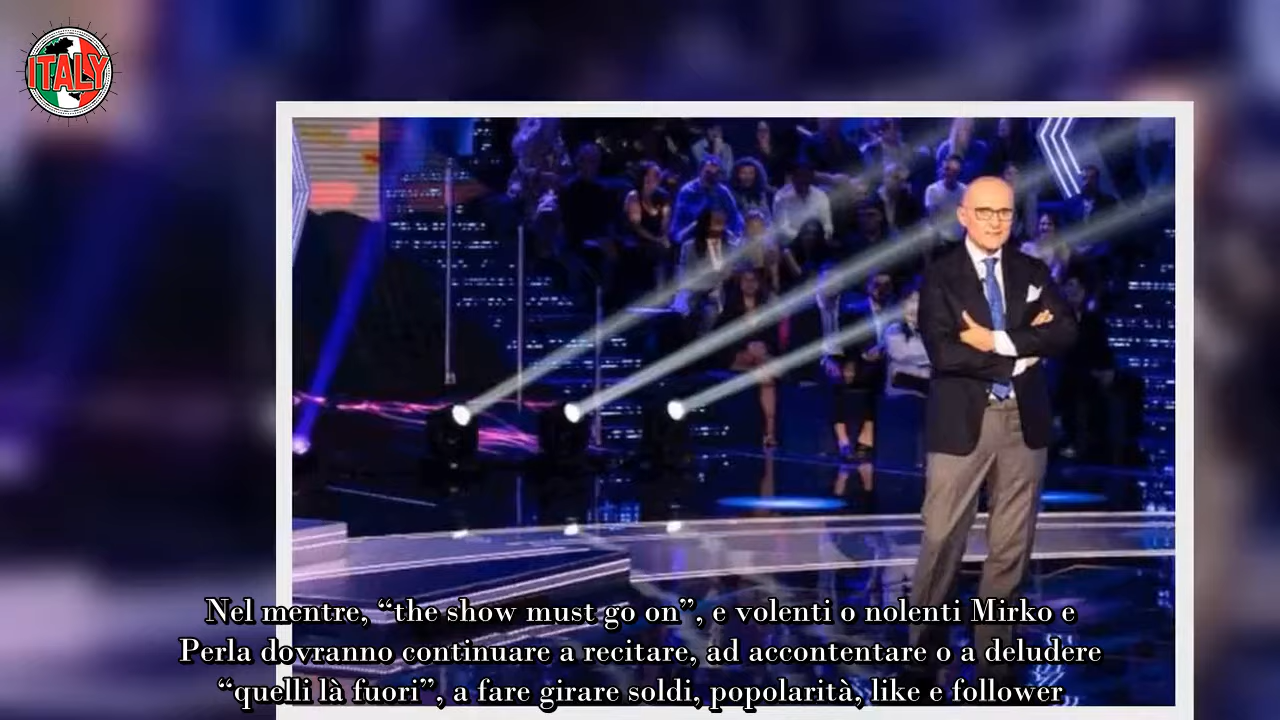 ITALY
Nel mentre, “the show must go on”, e volenti o nolenti Mirko e
Perla dovranno continuare a recitare, ad accontentare o a deludere
“quelli là fuori”, a fare girare soldi, popolarità, like e follower